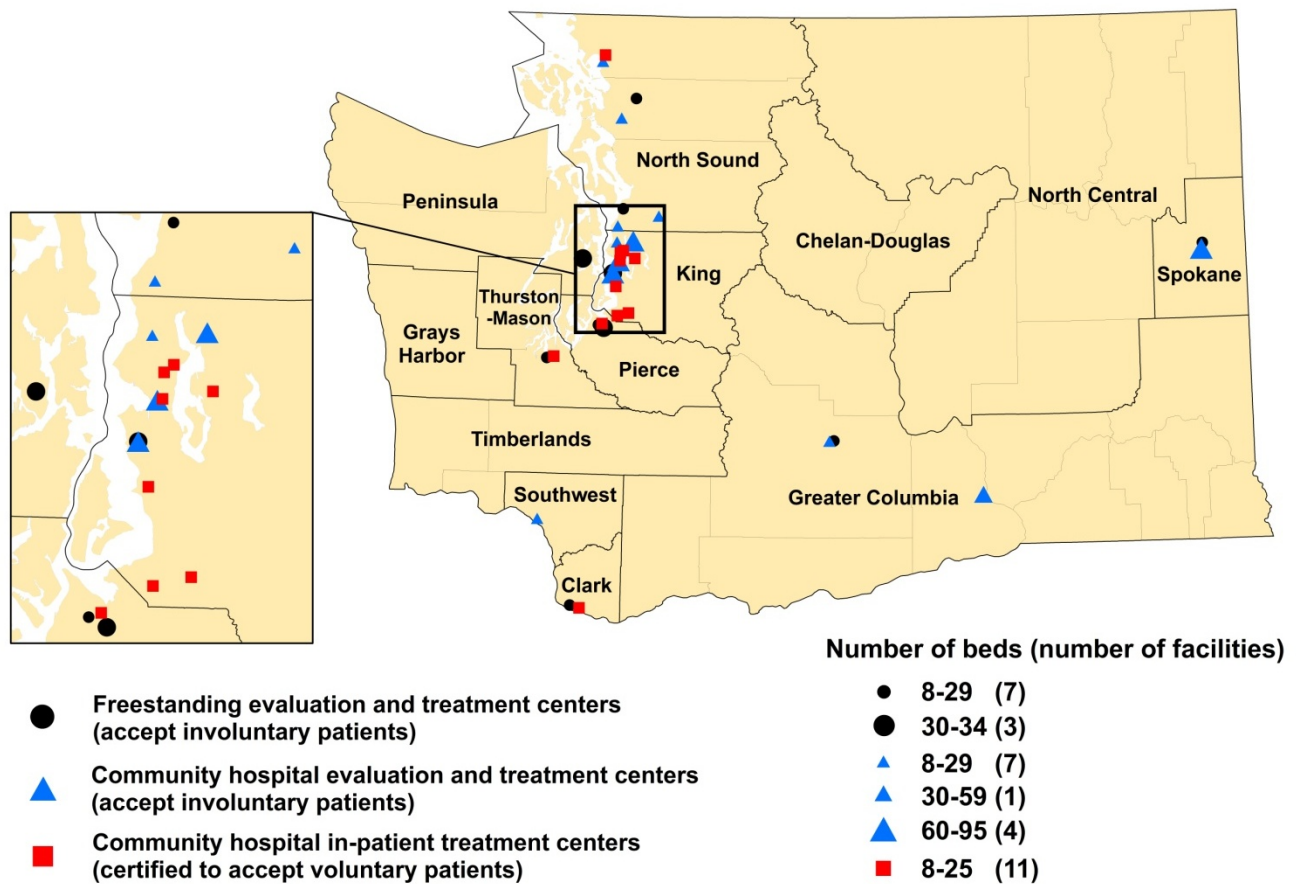 North Sound
Peninsula
North Central
Chelan-Douglas
King
Spokane
Thurston
-Mason
Grays
Harbor
Pierce
Timberlands
Greater Columbia
Southwest
Clark
Number of beds (number of facilities)
8-29 (7)
30-34 (3)
8-29 (7)
30-59 (1)
60-95 (4)
8-25 (11)
Freestanding evaluation and treatment centers
(accept involuntary patients)
Community hospital evaluation and treatment centers
(accept involuntary patients)
Community hospital in-patient treatment centers
(certified to accept voluntary patients)